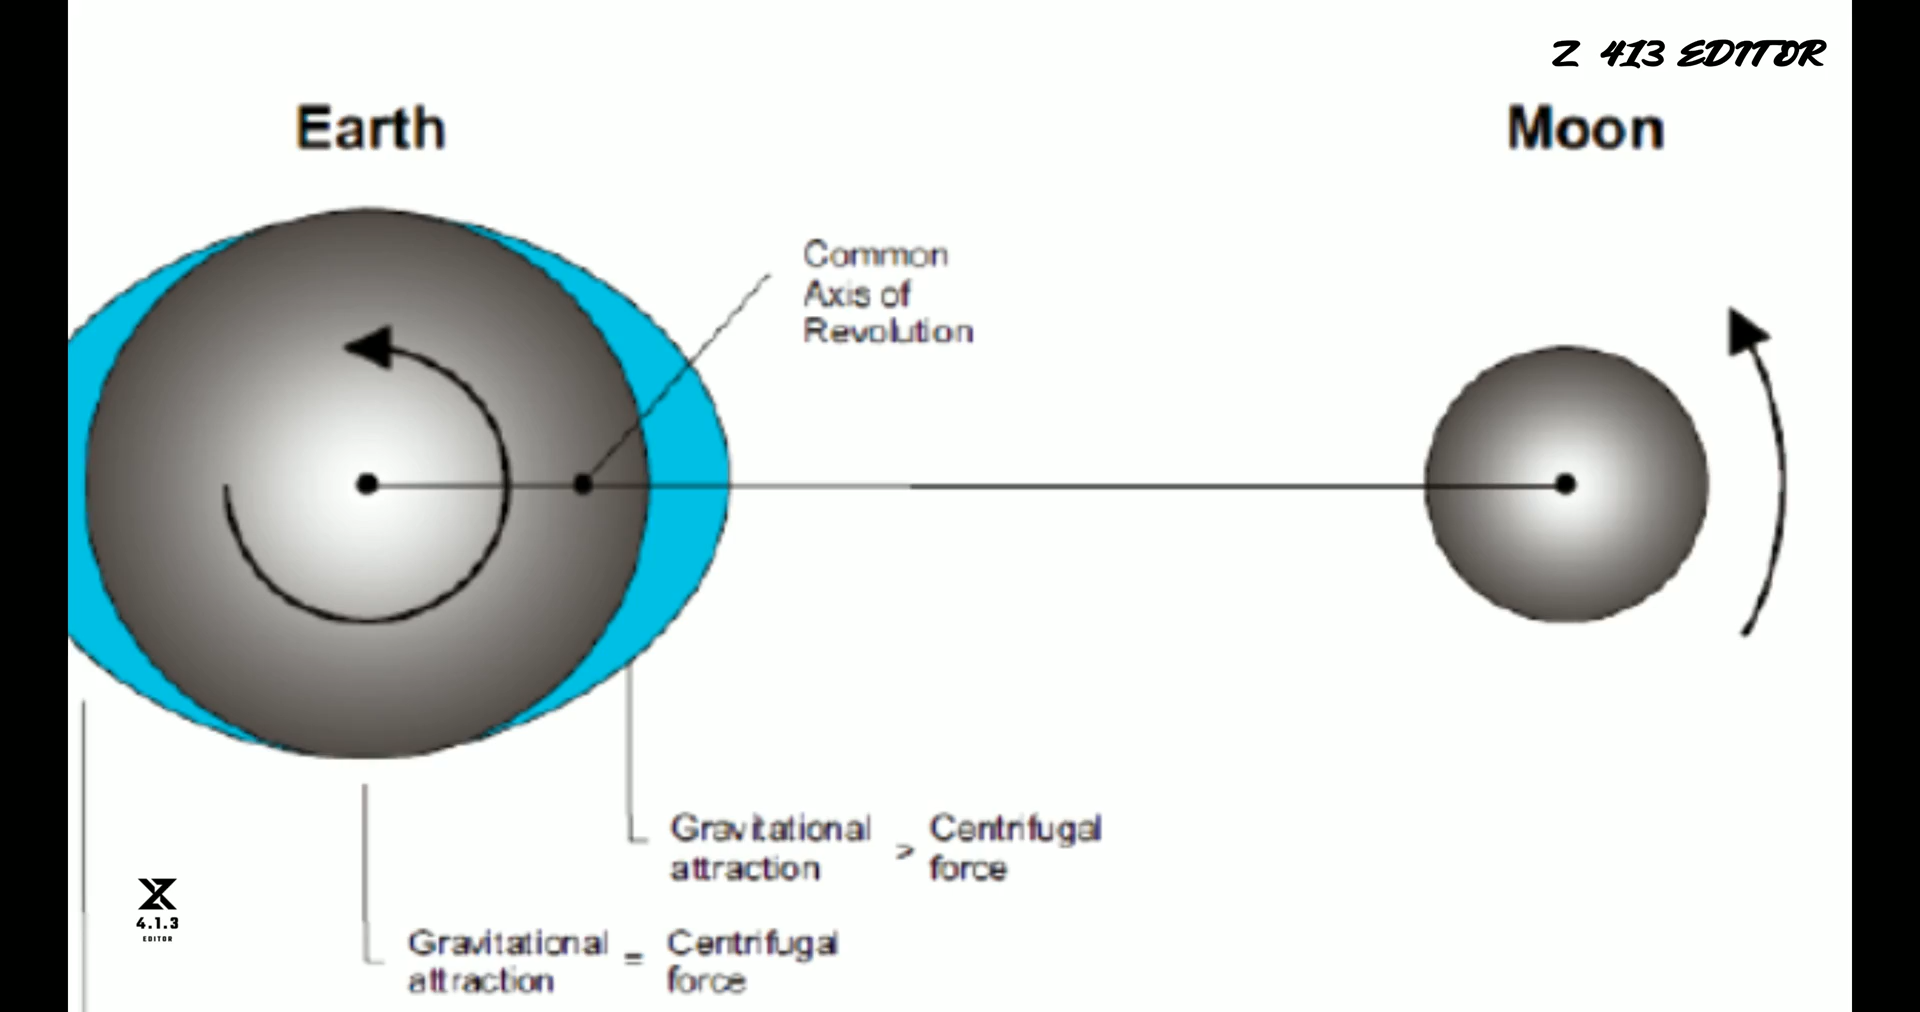 Z 413 EDITOR
Earth
Moon
Common
Axis of
Revolution
Gravitational attraction > Centrifugal force
Gravitational attraction = Centrifugal force
4.1.3
EDITOR